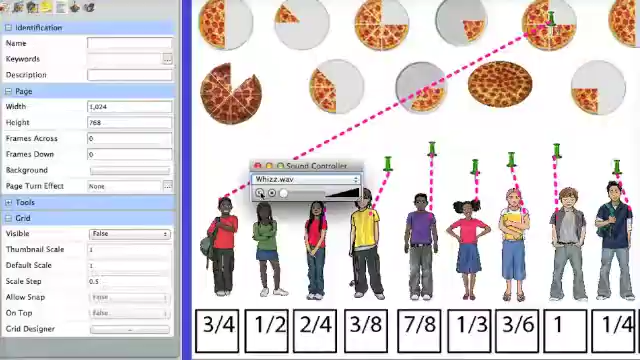 Identification
Name
Keywords
Description
Page
Width 1,024
Height 768
Frames Across 0
Frames Down 0
Background
Page Turn Effect None
Tools
Grid
Visible False
Thumbnail Scale 1
Default Scale 1
Scale Step 0.5
Allow Snap False
On Top False
Grid Designer
Sound Controller
Whizz.wav
3/4 1/2 2/4 3/8 7/8 1/3 3/6 1 1/4